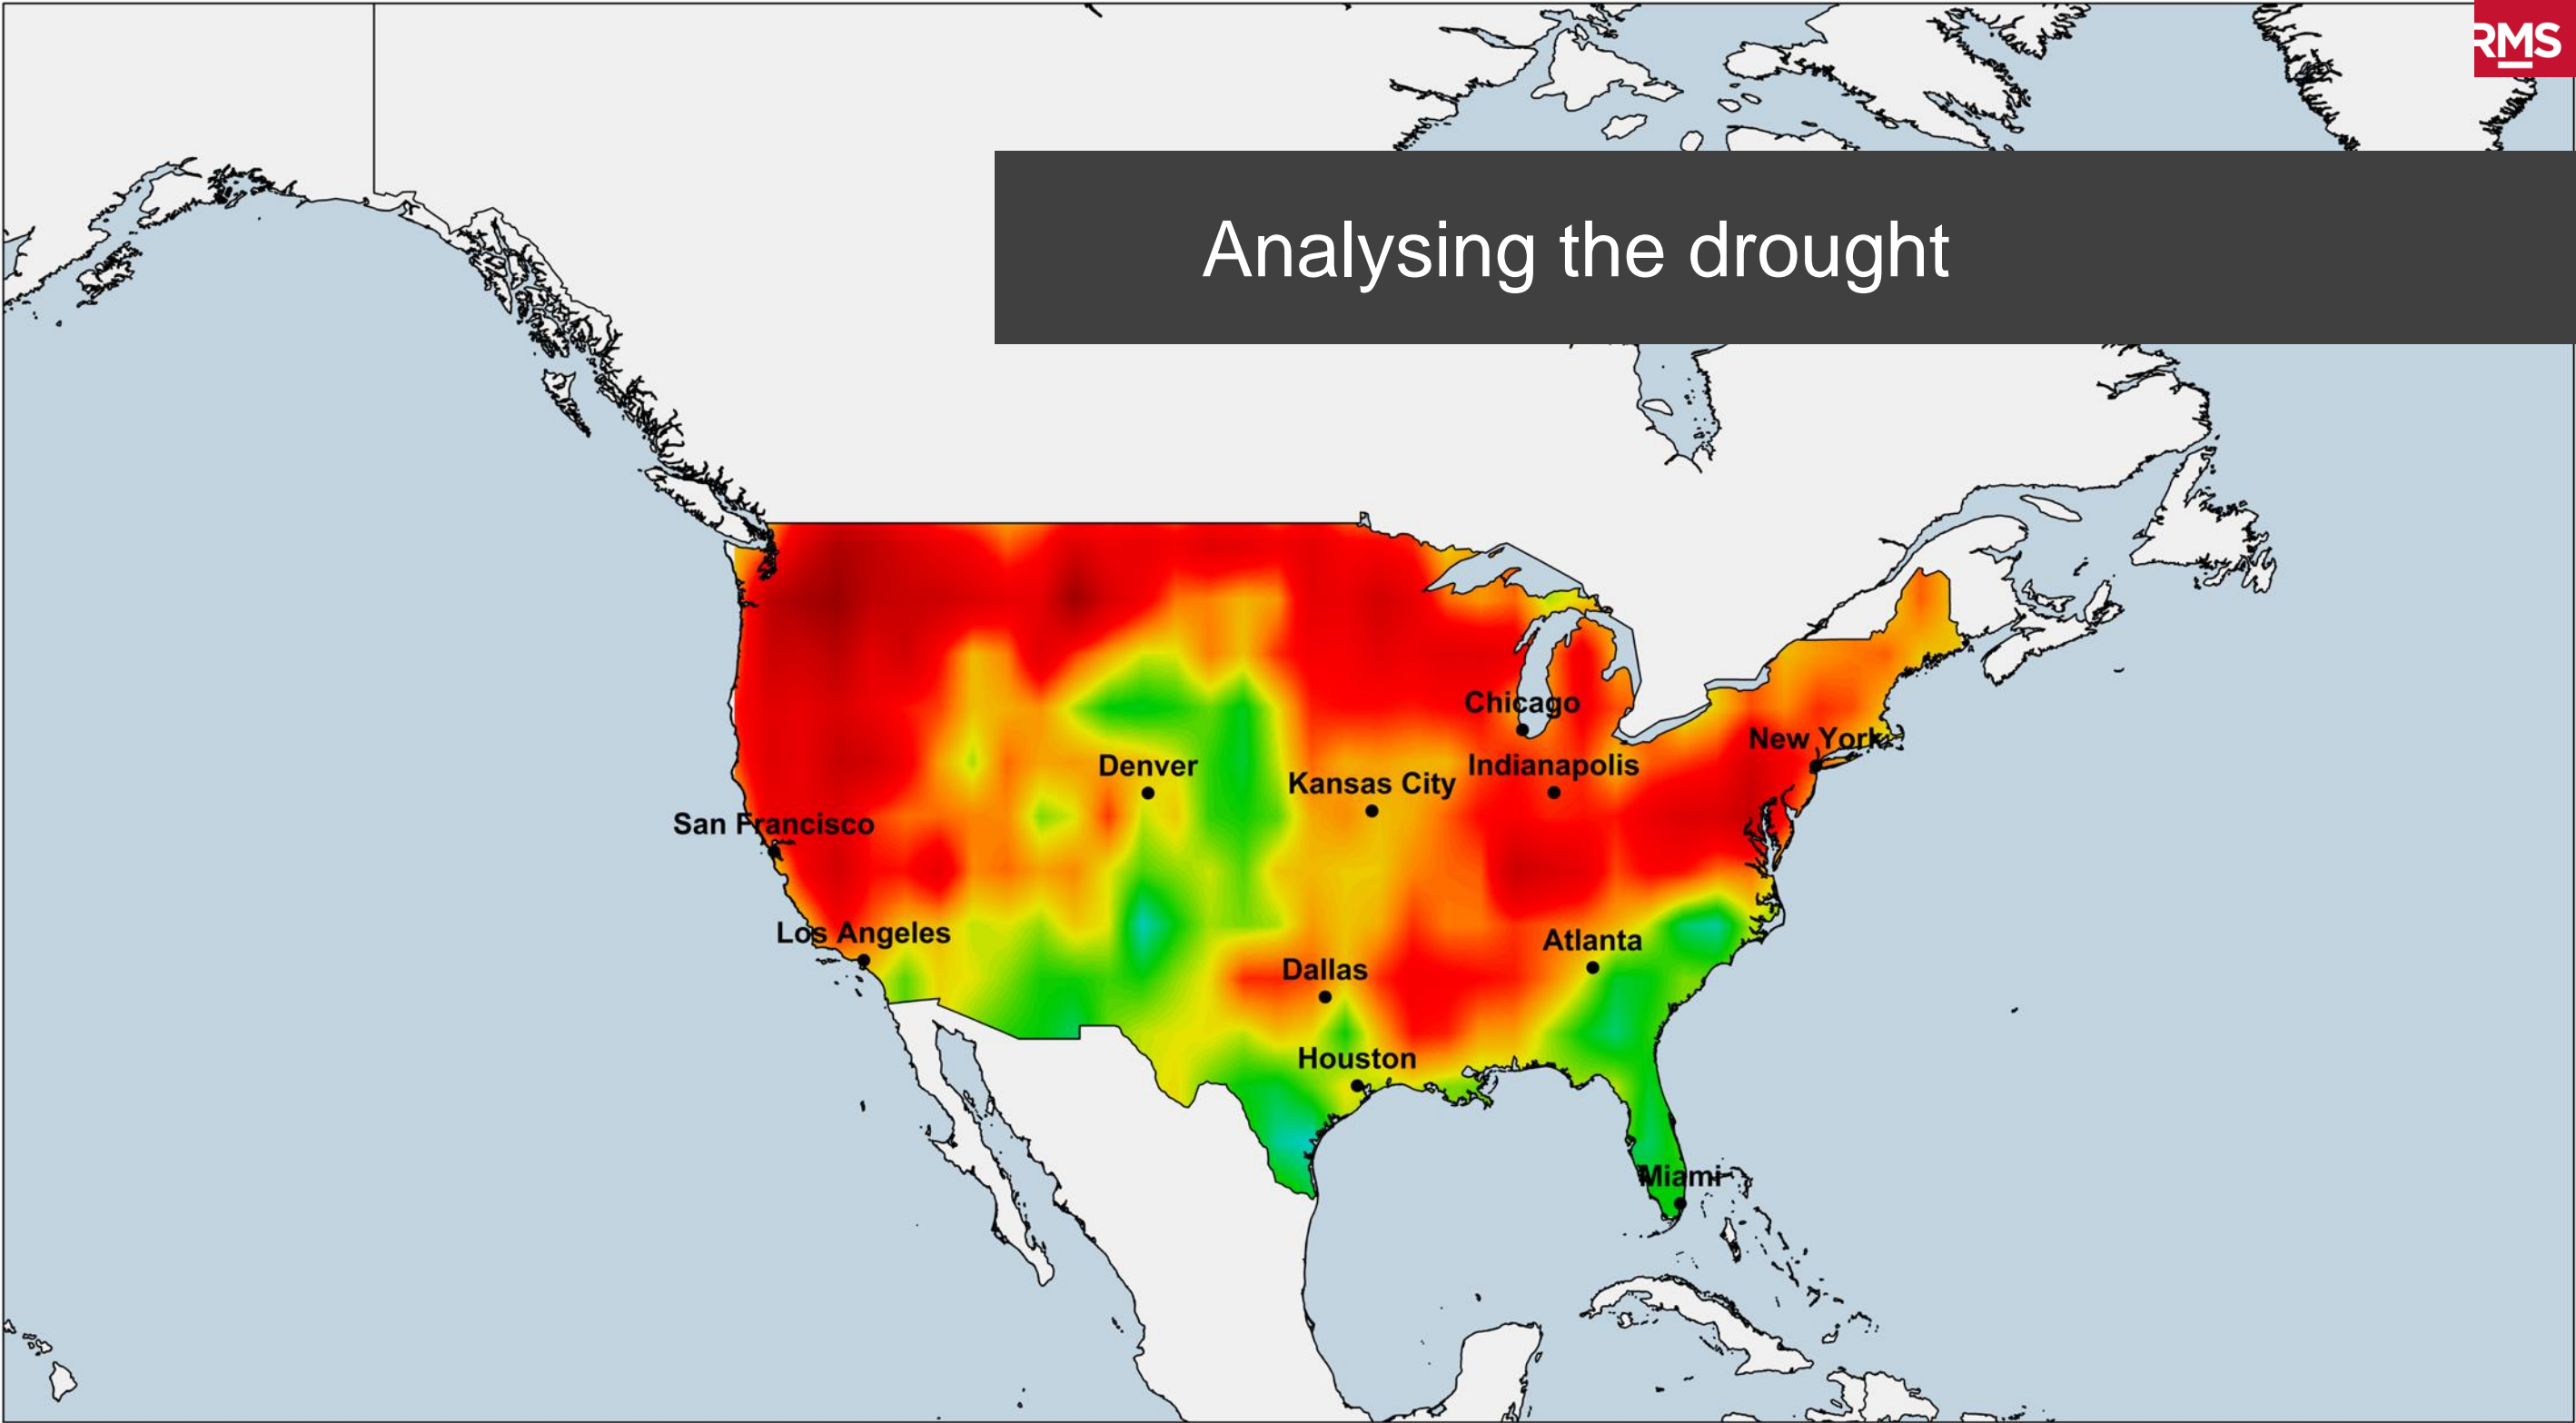 RMS
Analysing the drought
Chicago
New York
Denver
Indianapolis
Kansas City
San Francisco
Los Angeles
Atlanta
Dallas
Houston
Miami